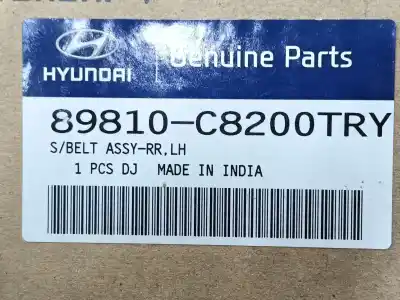 HYUNDAI
Genuine Parts
89810-C8200TRY
S/BELT ASSY-RR,LH
1 PCS DJ MADE IN INDIA